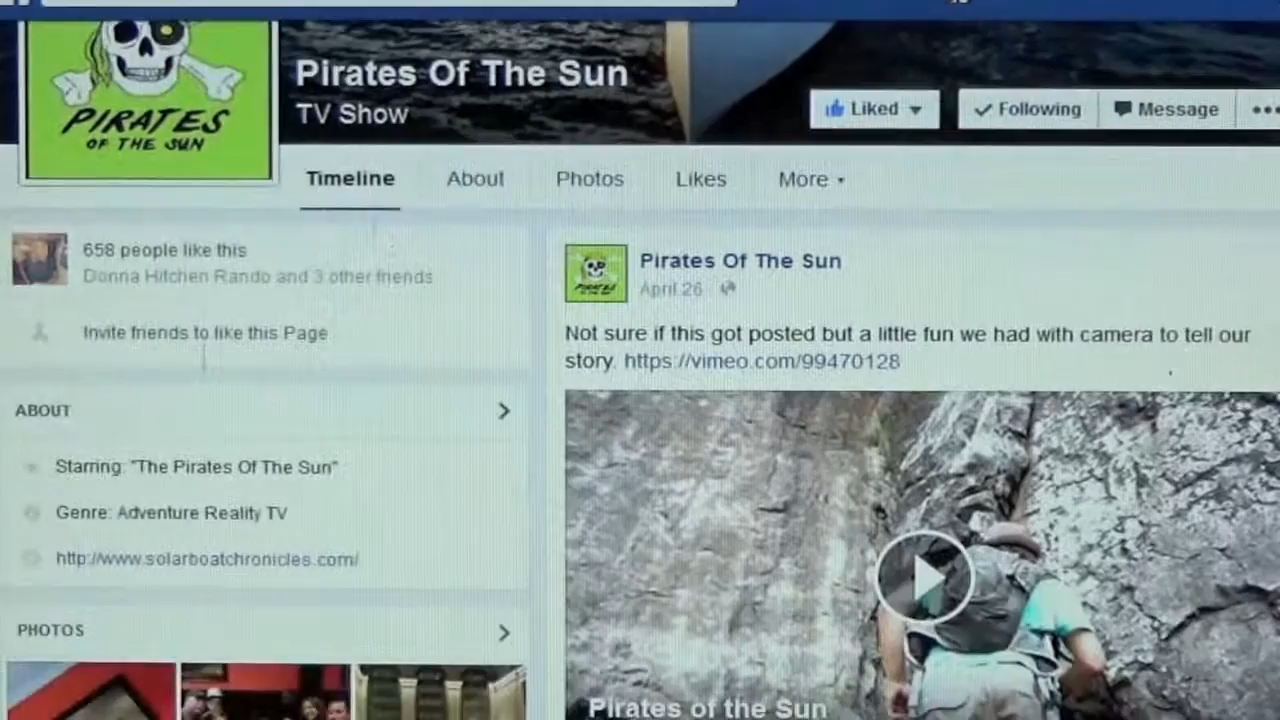 Pirates Of The Sun
TV Show
PIRATES
OF THE SUN
Liked
Following
Message
Timeline
About
Photos
Likes
More
658 people like this
Donna Hitchen Rando and 3 other friends
Invite friends to like this Page
ABOUT
Starring: "The Pirates Of The Sun"
Genre: Adventure Reality TV
http://www.solarboatchronicles.com/
PHOTOS
Pirates Of The Sun
PIRATES
April 26
Not sure if this got posted but a little fun we had with camera to tell our
story. https://vimeo.com/99470128
Pirates of the Sun